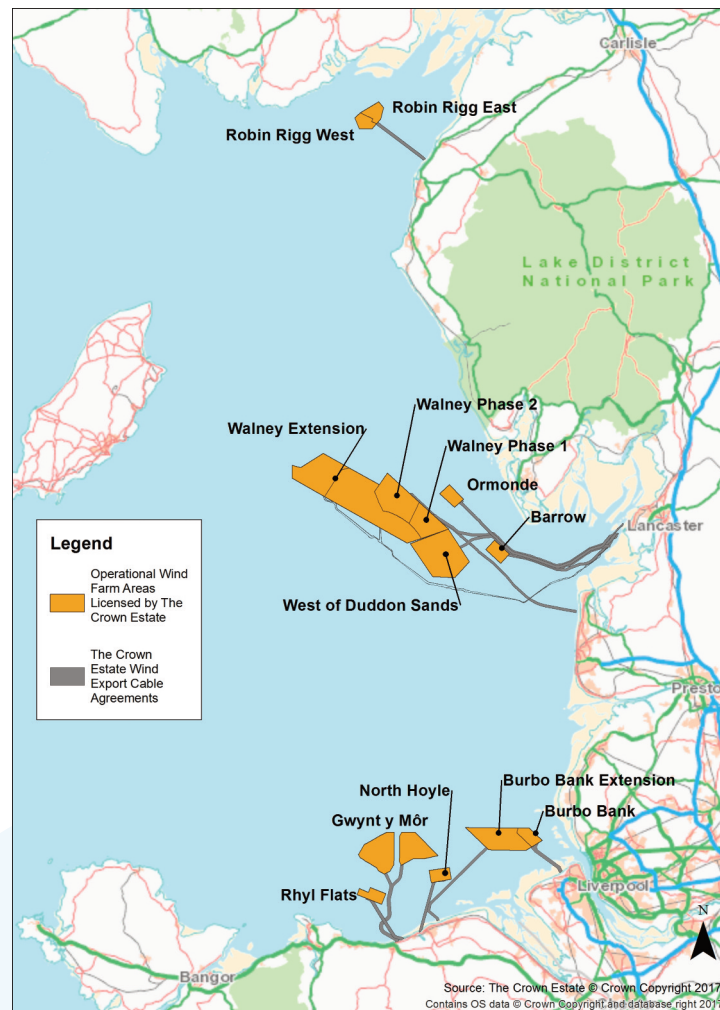 Carlisle
Robin Rigg East
Robin Rigg West
Lake District
National Park
Walney Phase 2
Walney Extension
Walney Phase 1
Ormonde
Barrow
Lancaster
West of Duddon Sands
Legend
Operational Wind
Farm Areas
Licensed by The
Crown Estate
The Crown
Estate Wind
Export Cable
Agreements
Presto
North Hoyle
Burbo Bank Extension
Burbo Bank
Gwynt y Môr
Rhyl Flats
Liverpool
N
Bangor
Source: The Crown Estate © Crown Copyright 2017
Contains OS data © Crown Copyright and database right 2017